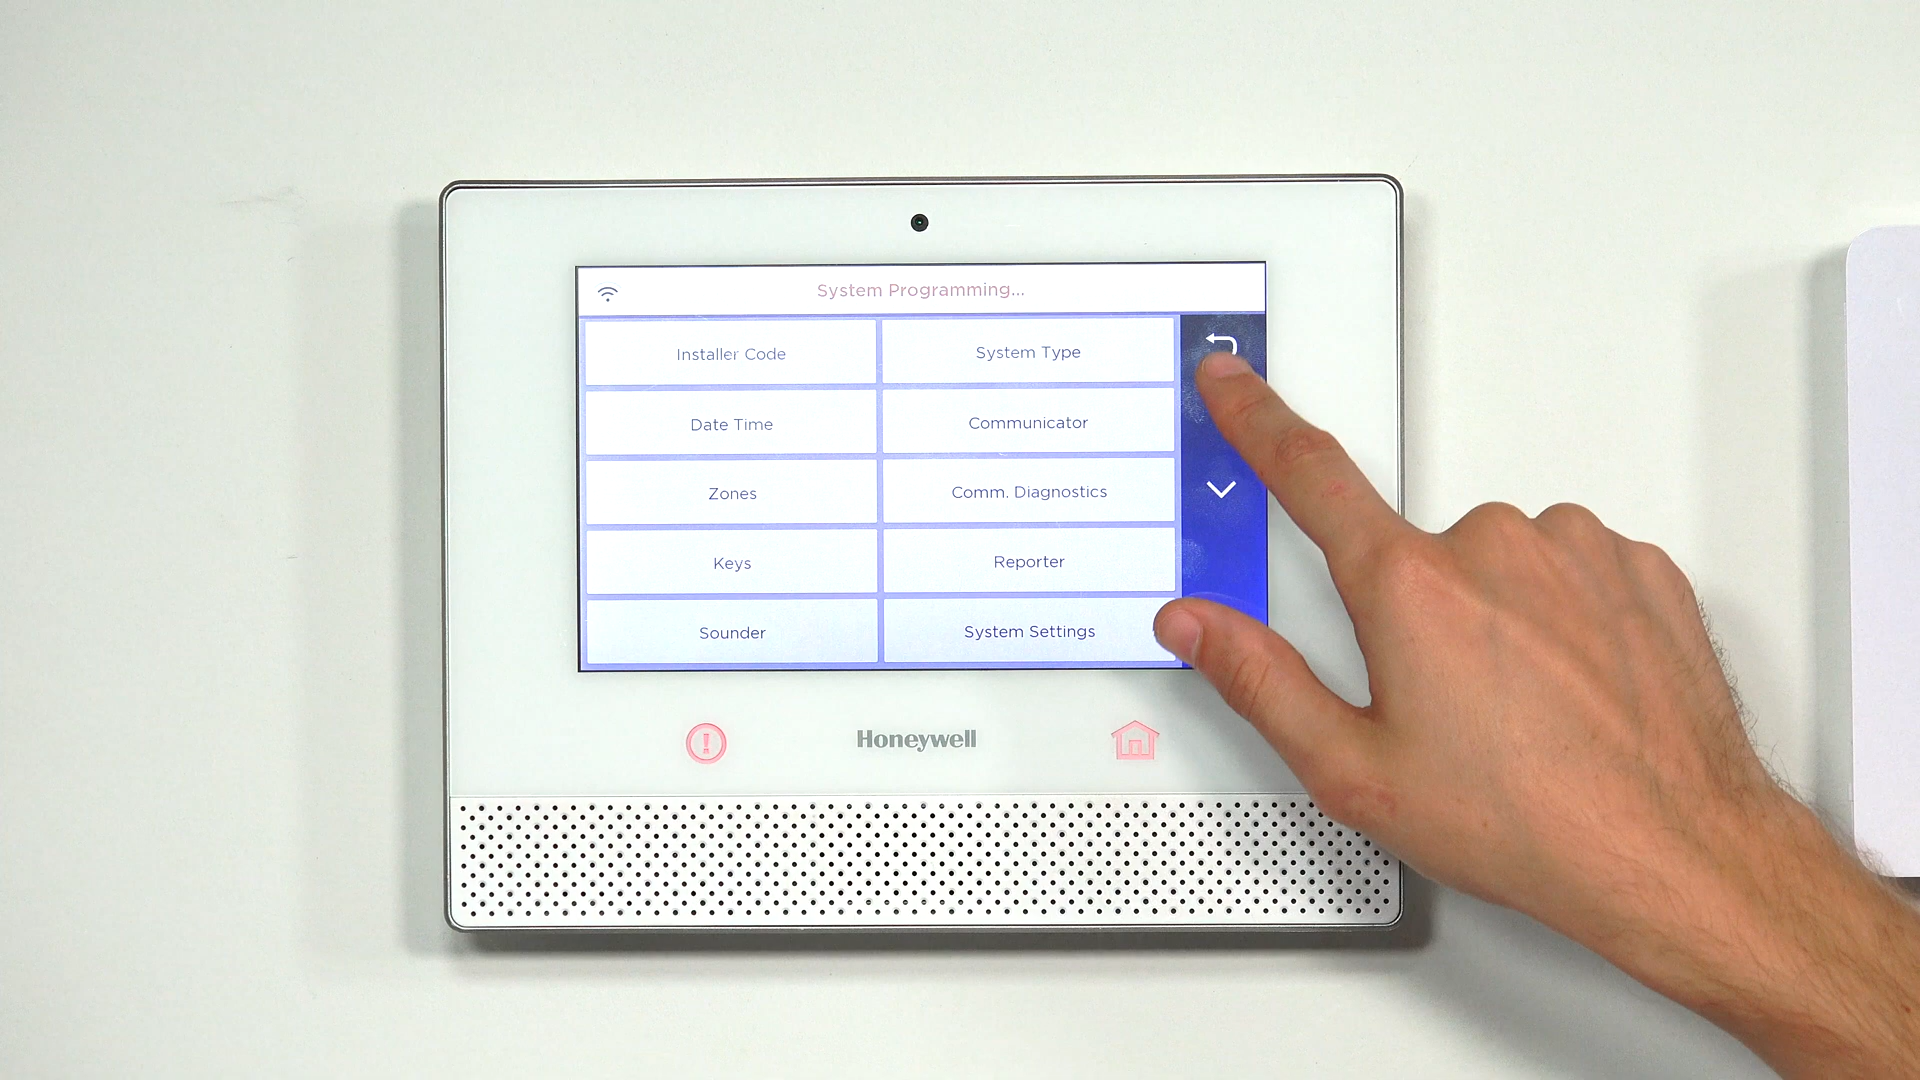 System Programming...
Installer Code
System Type
Date Time
Communicator
Zones
Comm. Diagnostics
Keys
Reporter
Sounder
System Settings
Honeywell